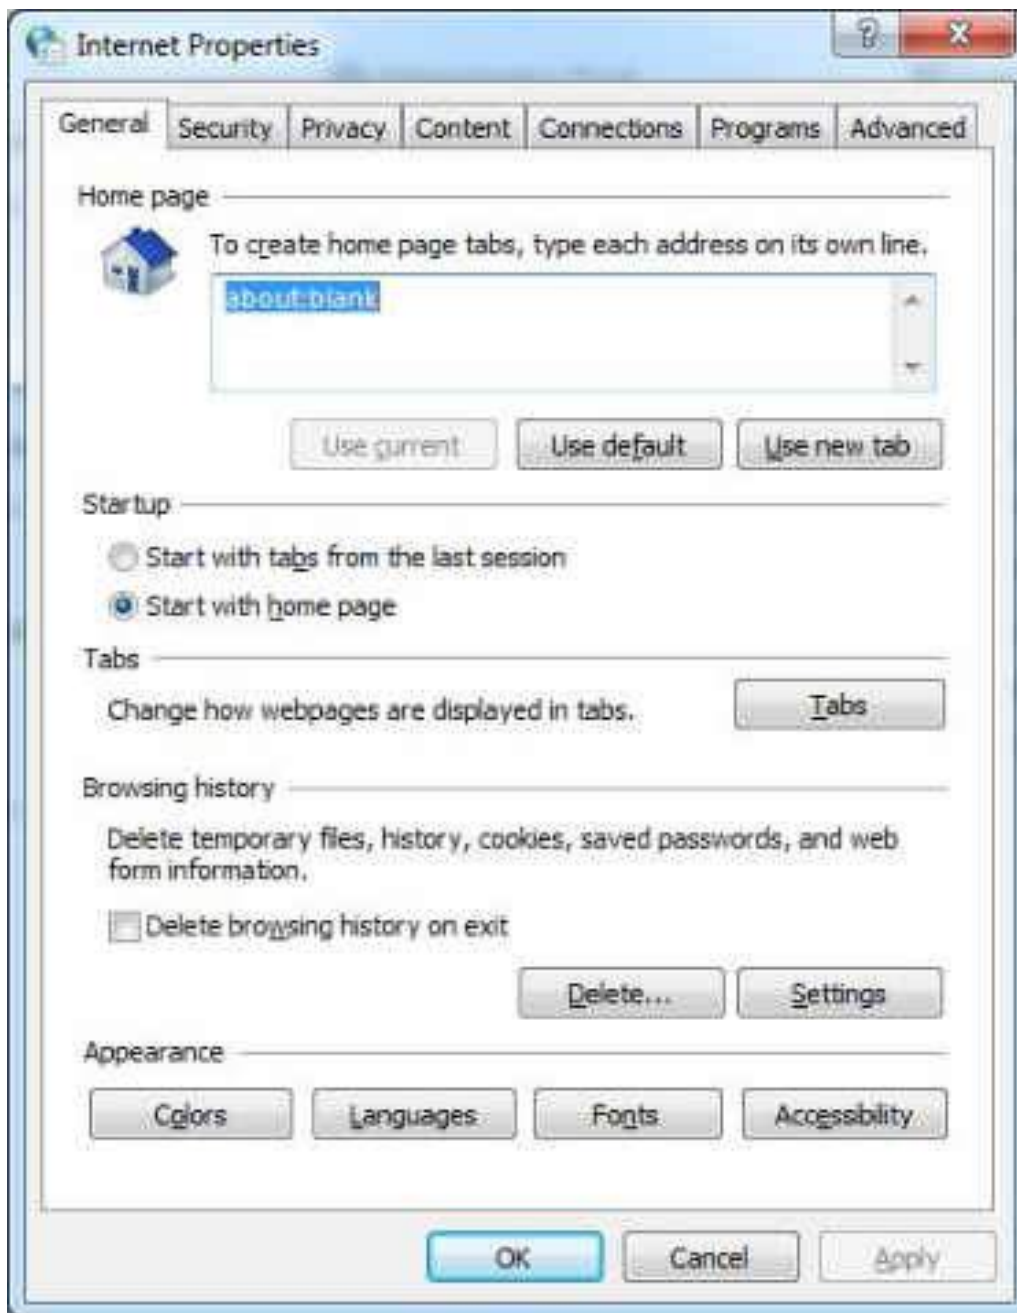 Internet Properties
?
General Security Privacy Content Connections Programs Advanced
Home page
To create home page tabs, type each address on its own line.
about:blank
Use current Use default Use new tab
Startup
Start with tabs from the last session
Start with home page
Tabs
Change how webpages are displayed in tabs. Tabs
Browsing history
Delete temporary files, history, cookies, saved passwords, and web
form information.
Delete browsing history on exit
Delete... Settings
Appearance
Colors Languages Fonts Accessibility
OK Cancel Apply